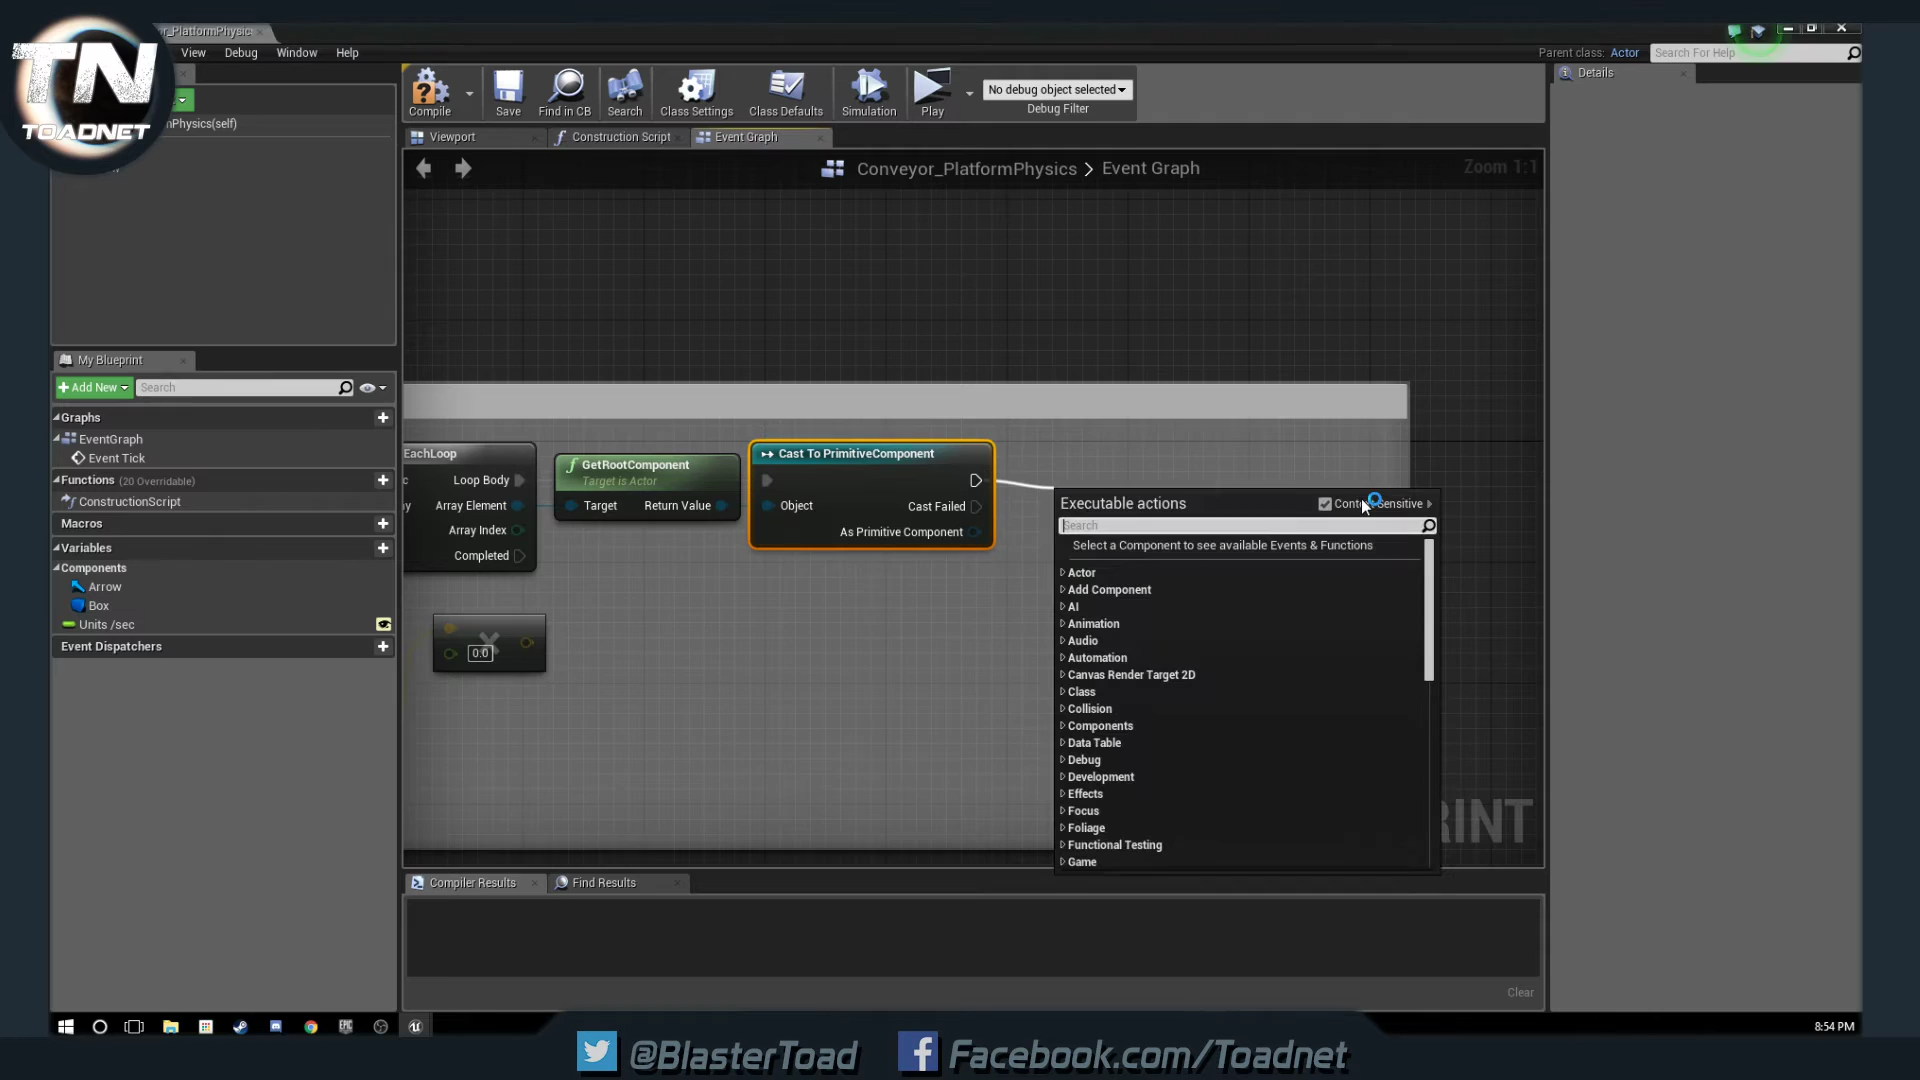 TN
TOADNET
or_PlatformPhysic
View
Debug
Window
Help
Parent class:
Actor
Search For Help
nPhysics(self)
Compile
Save
Find in CB
Search
Class Settings
Class Defaults
Simulation
Play
No debug object selected
Debug Filter
Details
Viewport
Construction Script
Event Graph
Conveyor_PlatformPhysics > Event Graph
Zoom 1:1
My Blueprint
+ Add New
Search
Graphs
EventGraph
Event Tick
Functions (20 Overridable)
ConstructionScript
Macros
Variables
Components
Arrow
Box
Units /sec
Event Dispatchers
EachLoop
Loop Body
Array Element
Array Index
Completed
GetRootComponent
Target is Actor
Target
Return Value
Cast To PrimitiveComponent
Object
Cast Failed
As Primitive Component
0.0
Executable actions
Search
Select a Component to see available Events & Functions
Actor
Add Component
AI
Animation
Audio
Automation
Canvas Render Target 2D
Class
Collision
Components
Data Table
Debug
Development
Effects
Focus
Foliage
Functional Testing
Game
RINT
Compiler Results
Find Results
Clear
EPIC
8:54 PM
@BlasterToad
Facebook.com/Toadnet